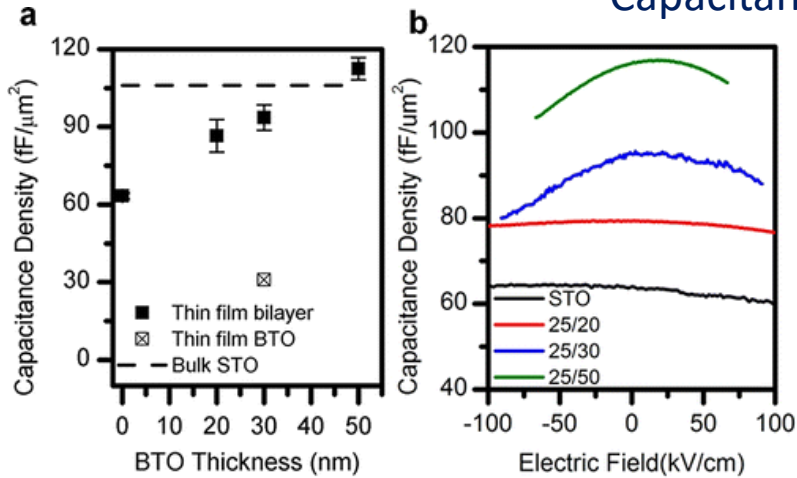 Capacitan
a
120
90
60
30
0
Capacitance Density (fF/μm²)
Thin film bilayer
Thin film BTO
Bulk STO
0 10 20 30 40 50
BTO Thickness (nm)
b
120
100
80
60
40
Capacitance Density (fF/um²)
STO
25/20
25/30
25/50
-100 -50 0 50 100
Electric Field(kV/cm)